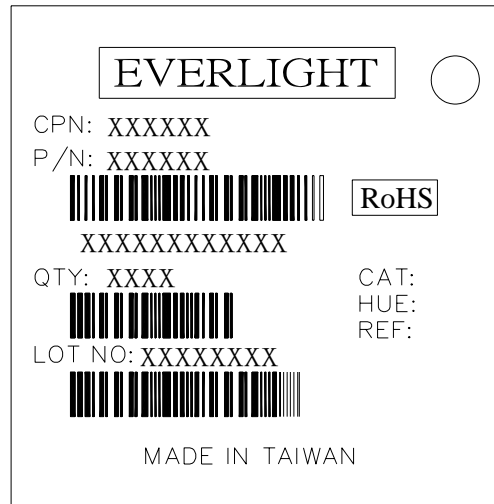 EVERLIGHT
CPN: XXXXXX
P/N: XXXXXX
RoHS
XXXXXXXXXXXX
QTY: XXXX
CAT:
HUE:
REF:
LOT NO: XXXXXXXX
MADE IN TAIWAN